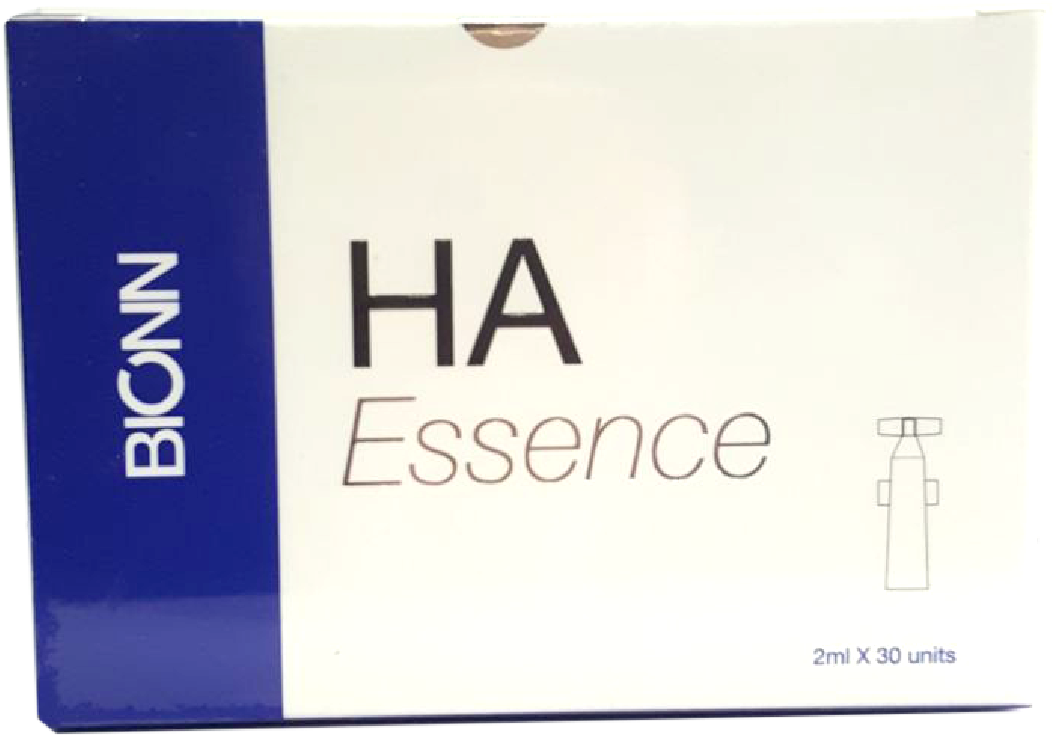 BIONN
HA
Essence
2ml X 30 units